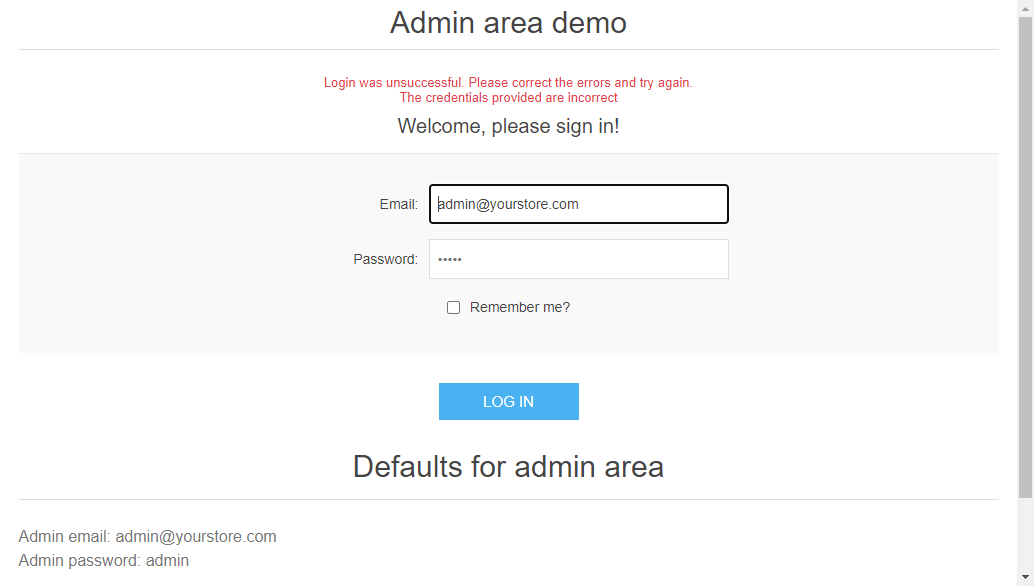 Admin area demo
Login was unsuccessful. Please correct the errors and try again.
The credentials provided are incorrect
Welcome, please sign in!
Email: admin@yourstore.com
Password: •••••
Remember me?
LOG IN
Defaults for admin area
Admin email: admin@yourstore.com
Admin password: admin